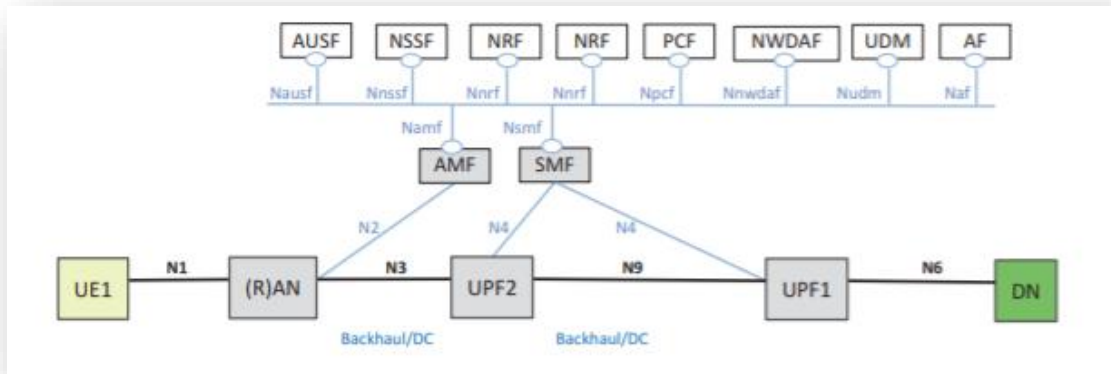 AUSF NSSF NRF NRF PCF NWDAF UDM AF
Nausf Nnssf Nnrf Nnrf Npcf Nnwdaf Nudm Naf
Namf Nsmf
AMF SMF
N2 N4 N4
N1 N3 N9 N6
UE1 (R)AN UPF2 UPF1 DN
Backhaul/DC Backhaul/DC